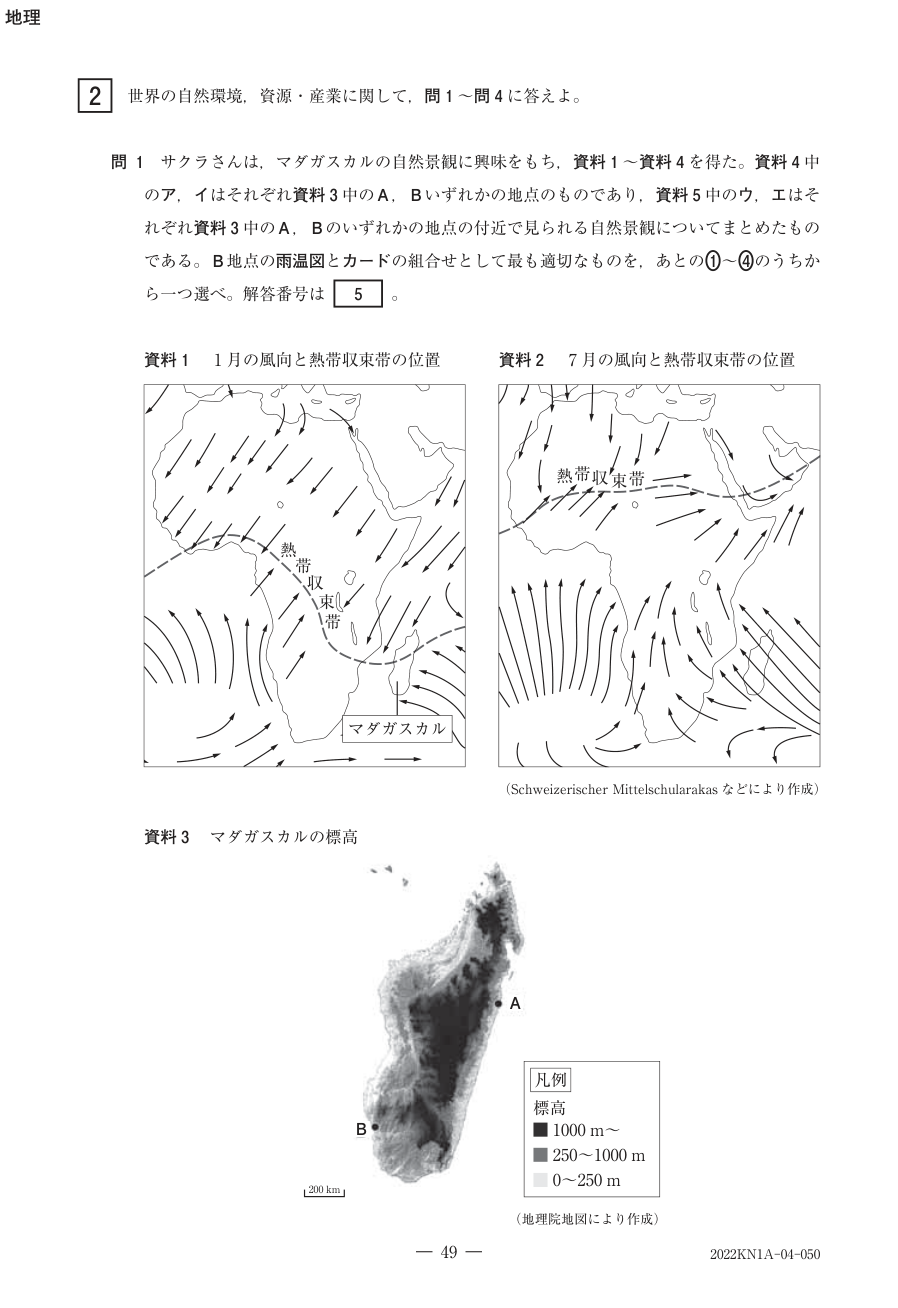 地理
2 世界の自然環境，資源・産業に関して，問1～問4に答えよ。
問1 サクラさんは，マダガスカルの自然景観に興味をもち，資料1～資料4を得た。資料4中
のア，イはそれぞれ資料3中のA，Bいずれかの地点のものであり，資料5中のウ，エはそ
れぞれ資料3中のA，Bのいずれかの地点の付近で見られる自然景観についてまとめたもの
である。B地点の雨温図とカードの組合せとして最も適切なものを，あとの①～④のうちか
ら一つ選べ。解答番号は 5 。
資料1 1月の風向と熱帯収束帯の位置
資料2 7月の風向と熱帯収束帯の位置
熱帯収束帯
マダガスカル
熱帯収束帯
（Schweizerischer Mittelschularakas などにより作成）
資料3 マダガスカルの標高
A
B
200 km
凡例
標高
1000 m～
250～1000 m
0～250 m
（地理院地図により作成）
― 49 ―
2022KN1A-04-050